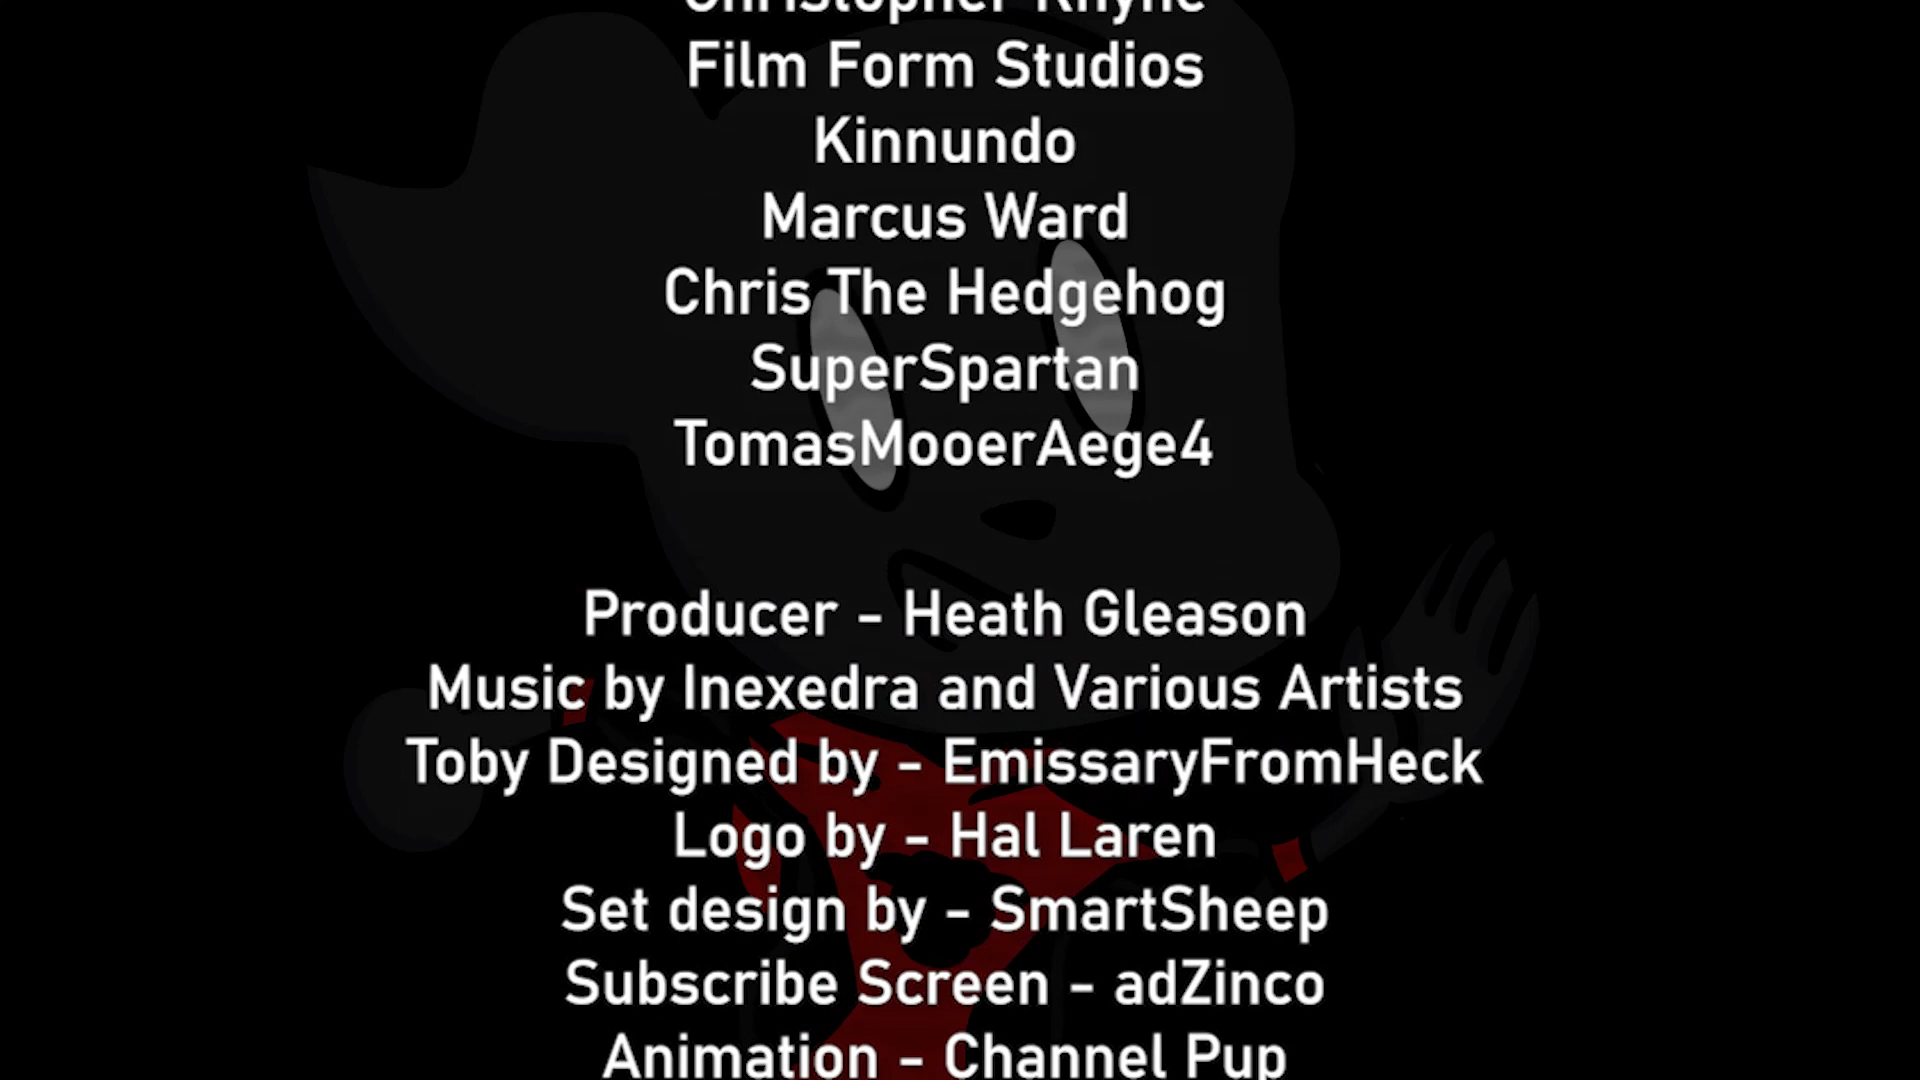 Christopher Rhyne
Film Form Studios
Kinnundo
Marcus Ward
Chris The Hedgehog
SuperSpartan
TomasMooerAege4
Producer - Heath Gleason
Music by Inexedra and Various Artists
Toby Designed by - EmissaryFromHeck
Logo by - Hal Laren
Set design by - SmartSheep
Subscribe Screen - adZinco
Animation - Channel Pup